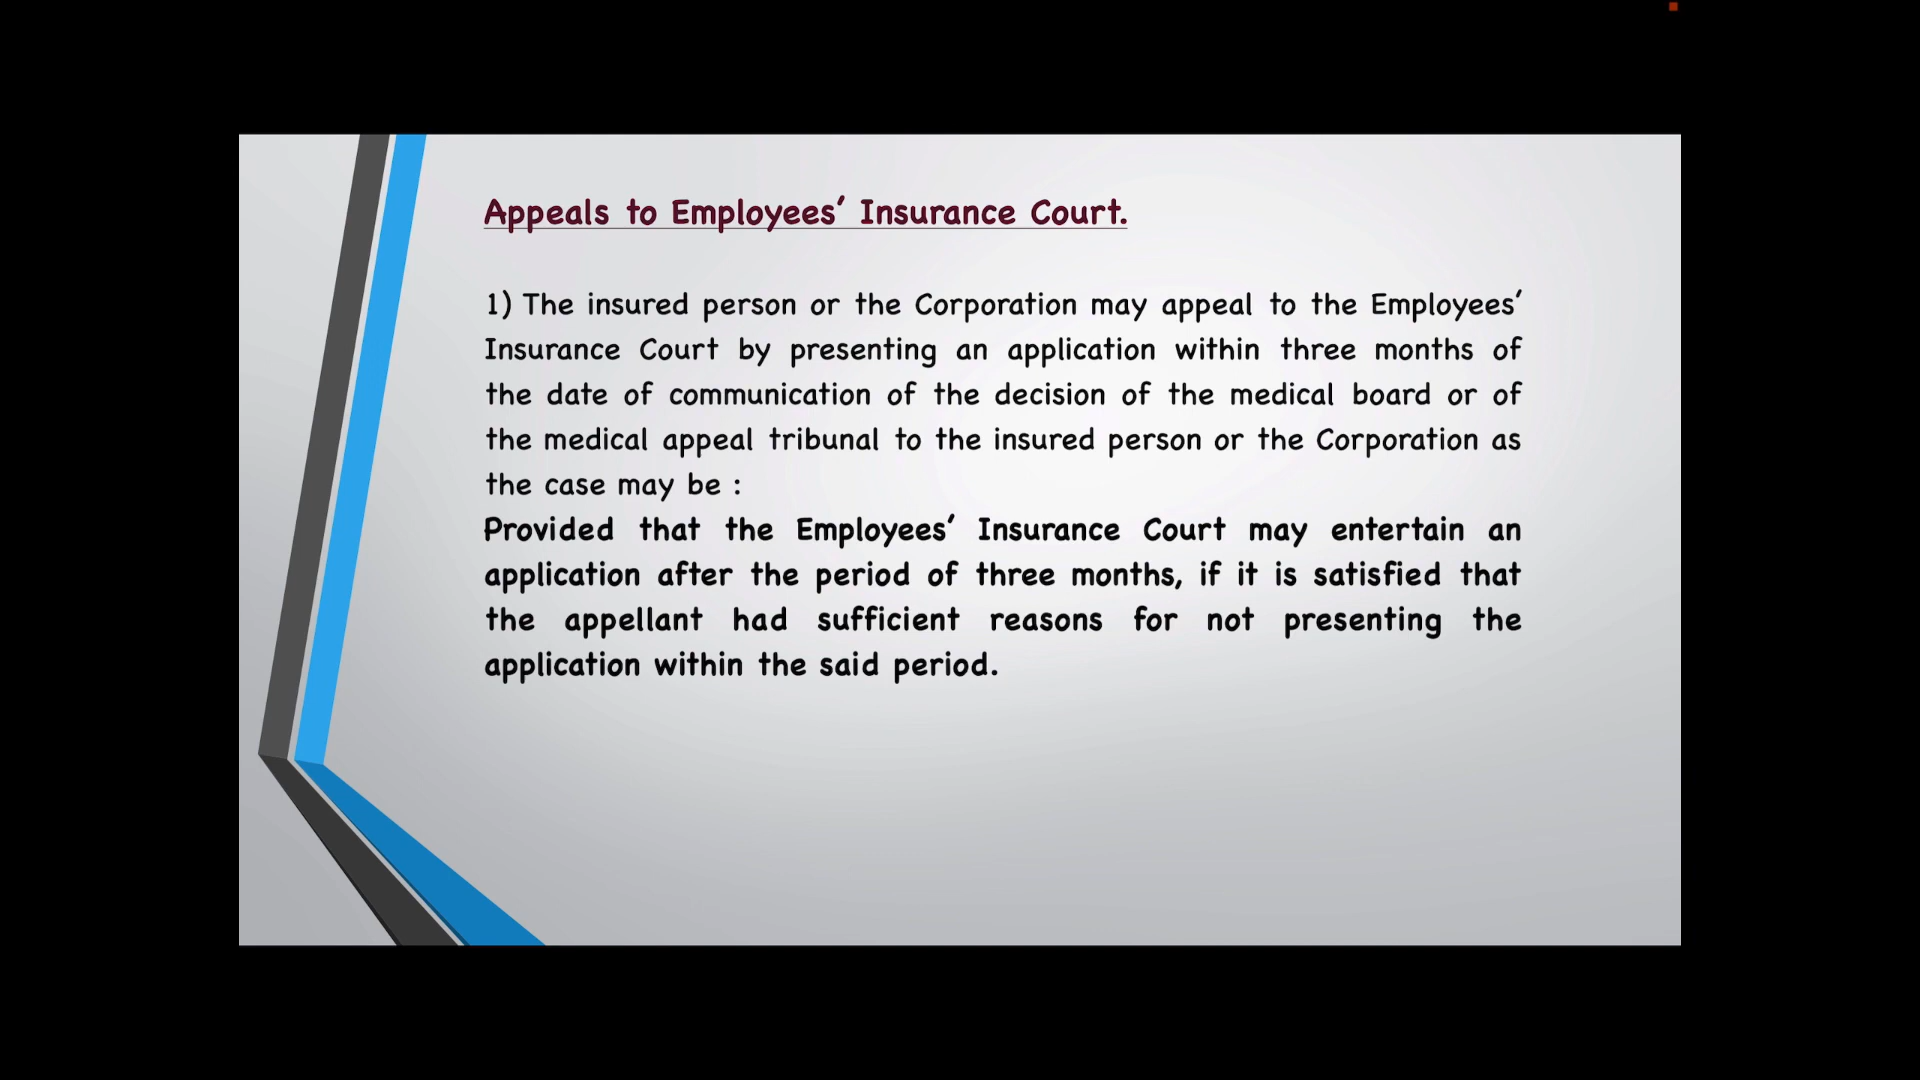 Appeals to Employees’ Insurance Court.
1) The insured person or the Corporation may appeal to the Employees’
Insurance Court by presenting an application within three months of
the date of communication of the decision of the medical board or of
the medical appeal tribunal to the insured person or the Corporation as
the case may be :
Provided that the Employees’ Insurance Court may entertain an
application after the period of three months, if it is satisfied that
the appellant had sufficient reasons for not presenting the
application within the said period.